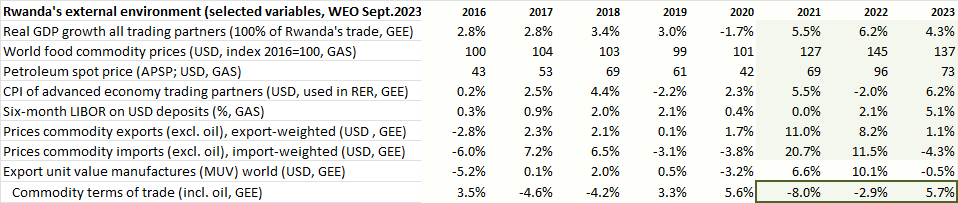 Rwanda's external environment (selected variables, WEO Sept.2023 2016 2017 2018 2019 2020 2021 2022 2023
Real GDP growth all trading partners (100% of Rwanda's trade, GEE) 2.8% 2.8% 3.4% 3.0% -1.7% 5.5% 6.2% 4.3%
World food commodity prices (USD, index 2016=100, GAS) 100 104 103 99 101 127 145 137
Petroleum spot price (APSP; USD, GAS) 43 53 69 61 42 69 96 73
CPI of advanced economy trading partners (USD, used in RER, GEE) 0.2% 2.5% 4.4% -2.2% 2.3% 5.5% -2.0% 6.2%
Six-month LIBOR on USD deposits (%, GAS) 0.3% 0.9% 2.0% 2.1% 0.4% 0.0% 2.1% 5.1%
Prices commodity exports (excl. oil), export-weighted (USD , GEE) -2.8% 2.3% 2.1% 0.1% 1.7% 11.0% 8.2% 1.1%
Prices commodity imports (excl. oil), import-weighted (USD, GEE) -6.0% 7.2% 6.5% -3.1% -3.8% 20.7% 11.5% -4.3%
Export unit value manufactures (MUV) world (USD, GEE) -5.2% 0.1% 2.0% 0.5% -3.2% 6.6% 10.1% -0.5%
Commodity terms of trade (incl. oil, GEE) 3.5% -4.6% -4.2% 3.3% 5.6% -8.0% -2.9% 5.7%